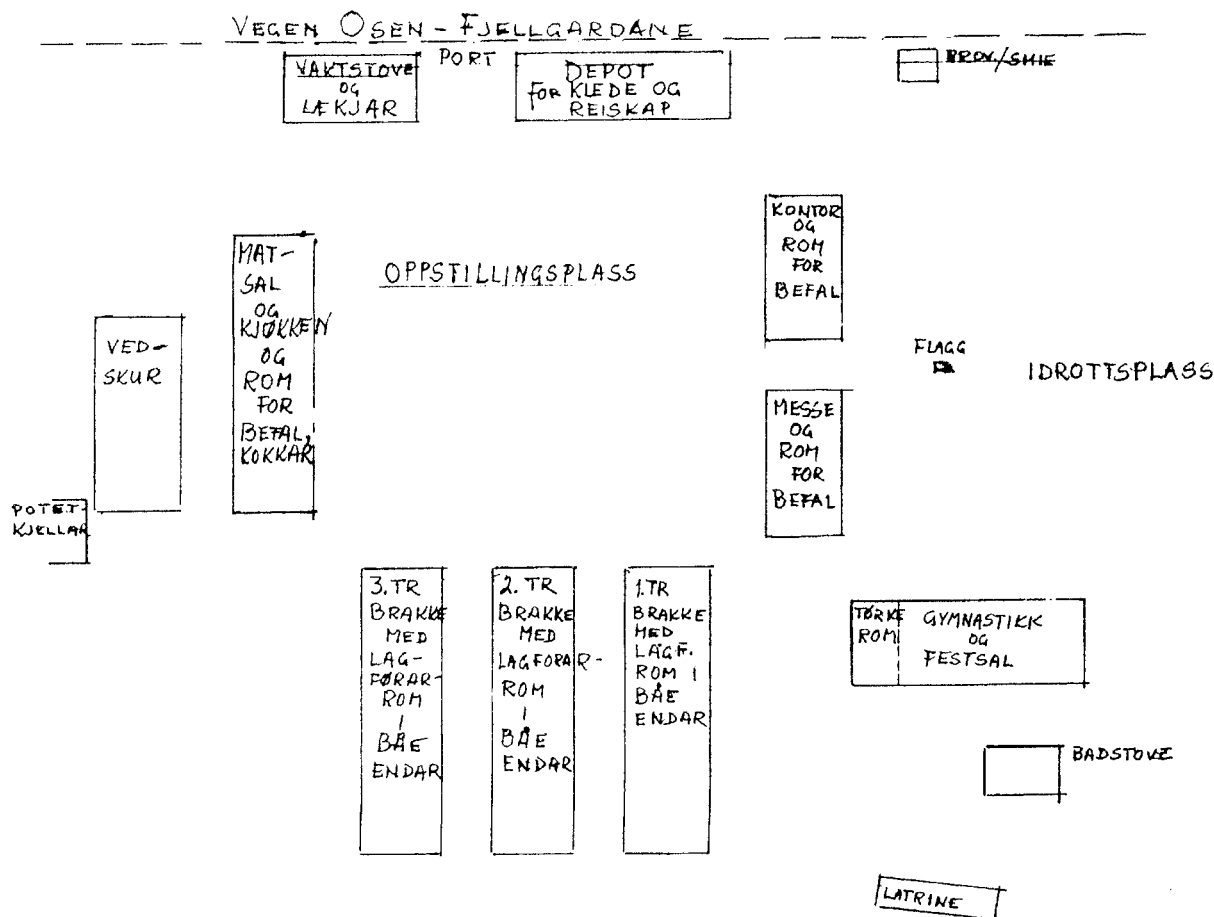 VEGEN OSEN - FJELLGARDANE
VAKTSTOVE
OG
LÆKJAR
PORT
DEPOT
FOR KLEDE OG
REISKAP
/SMIE
KONTOR
OG
ROM
FOR
BEFAL
MAT-
SAL
OG
KJØKKEN
OG
ROM
FOR
BEFAL,
KOKKAR
OPPSTILLINGSPLASS
VED-
SKUR
FLAGG
IDROTTSPLASS
MESSE
OG
ROM
FOR
BEFAL
POTET-
KJELLAR
3. TR
BRAKKE
MED
LAG-
FØRAR-
ROM
I
BÅE
ENDAR
2. TR
BRAKKE
MED
LAGFØRAR-
ROM
I
BÅE
ENDAR
1. TR
BRAKKE
MED
LAGF.
ROM I
BÅE
ENDAR
TØRKE
ROM
GYMNASTIKK
OG
FESTSAL
BADSTOVE
LATRINE